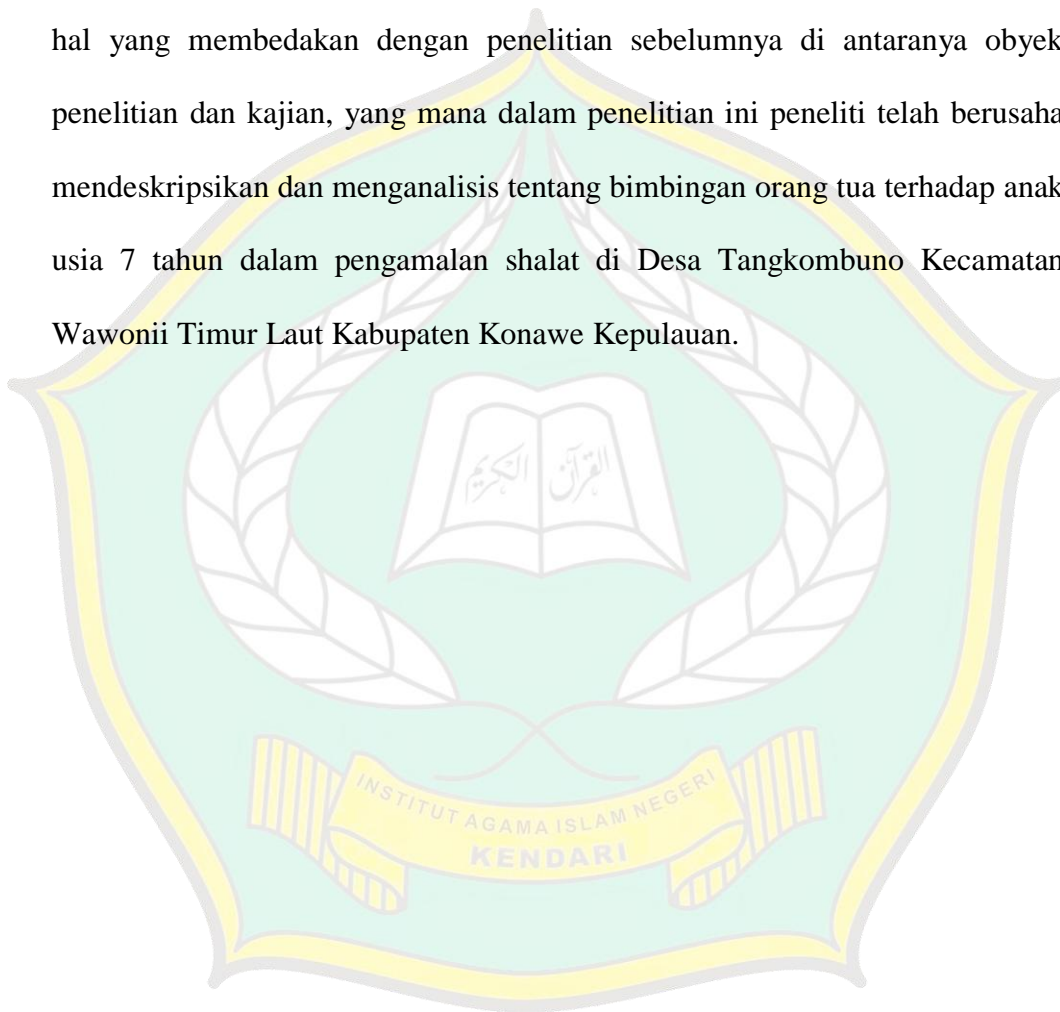 hal yang membedakan dengan penelitian sebelumnya di antaranya obyek
penelitian dan kajian, yang mana dalam penelitian ini peneliti telah berusaha
mendeskripsikan dan menganalisis tentang bimbingan orang tua terhadap anak
usia 7 tahun dalam pengamalan shalat di Desa Tangkombuno Kecamatan
Wawonii Timur Laut Kabupaten Konawe Kepulauan.
القرآن الكريم
INSTITUT AGAMA ISLAM NEGERI
KENDARI